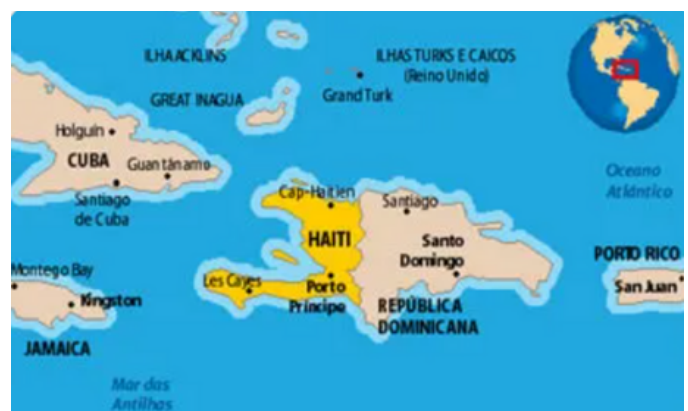 ILHA ACKLINS
ILHAS TURKS E CAICOS
(Reino Unido)
GREAT INAGUA
Grand Turk
Holguín
CUBA
Guantánamo
Santiago
de Cuba
Oceano
Atlântico
Cap-Haïtien
Santiago
HAITI
Santo
Domingo
PORTO RICO
Montego Bay
Les Cayes
Porto
Príncipe
San Juan
Kingston
REPÚBLICA
DOMINICANA
JAMAICA
Mar das
Antilhas